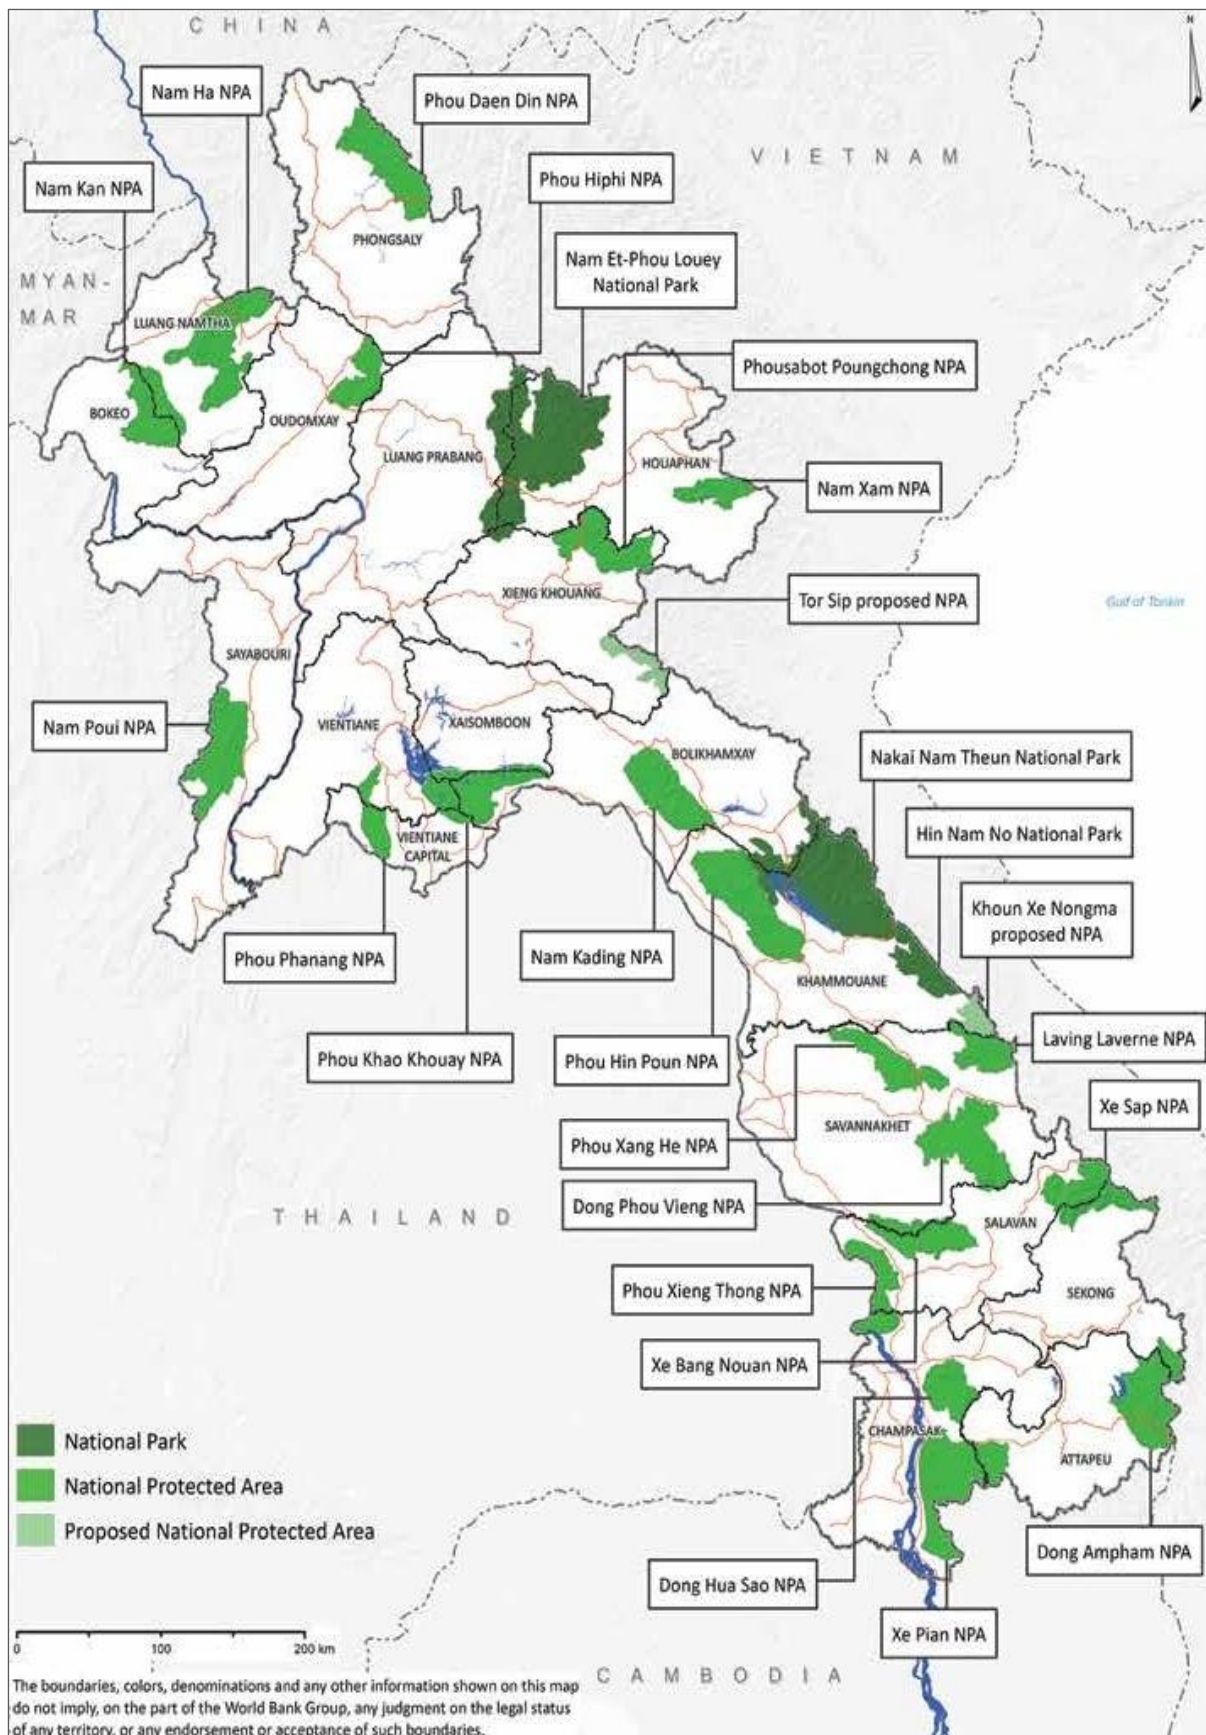 CHINA
Nam Ha NPA
Phou Daen Din NPA
N
VIETNAM
Phou Hiphi NPA
Nam Kan NPA
PHONGSALY
Nam Et-Phou Louey
National Park
MYAN-
MAR
LUANG NAMTHA
Phousabot Poungchong NPA
BOKEO
OUDOMXAY
LUANG PRABANG
HOUAPHAN
Nam Xam NPA
XIENG KHOUANG
Tor Sip proposed NPA
Gulf of Tonkin
SAYABOURI
Nam Poui NPA
VIENTIANE
XAISOMBOON
BOLIKHAMXAY
Nakai Nam Theun National Park
Hin Nam No National Park
VIENTIANE
CAPITAL
Khoun Xe Nongma
proposed NPA
Phou Phanang NPA
Nam Kading NPA
KHAMMOUANE
Phou Khao Khouay NPA
Phou Hin Poun NPA
Laving Laverne NPA
Xe Sap NPA
SAVANNAKHET
Phou Xang He NPA
Dong Phou Vieng NPA
THAILAND
SALAVAN
Phou Xieng Thong NPA
SEKONG
Xe Bang Nouan NPA
CHAMPASAK
ATTAPEU
National Park
National Protected Area
Proposed National Protected Area
Dong Ampham NPA
Dong Hua Sao NPA
Xe Pian NPA
0 100 200 km
CAMBODIA
The boundaries, colors, denominations and any other information shown on this map
do not imply, on the part of the World Bank Group, any judgment on the legal status
of any territory, or any endorsement or acceptance of such boundaries.